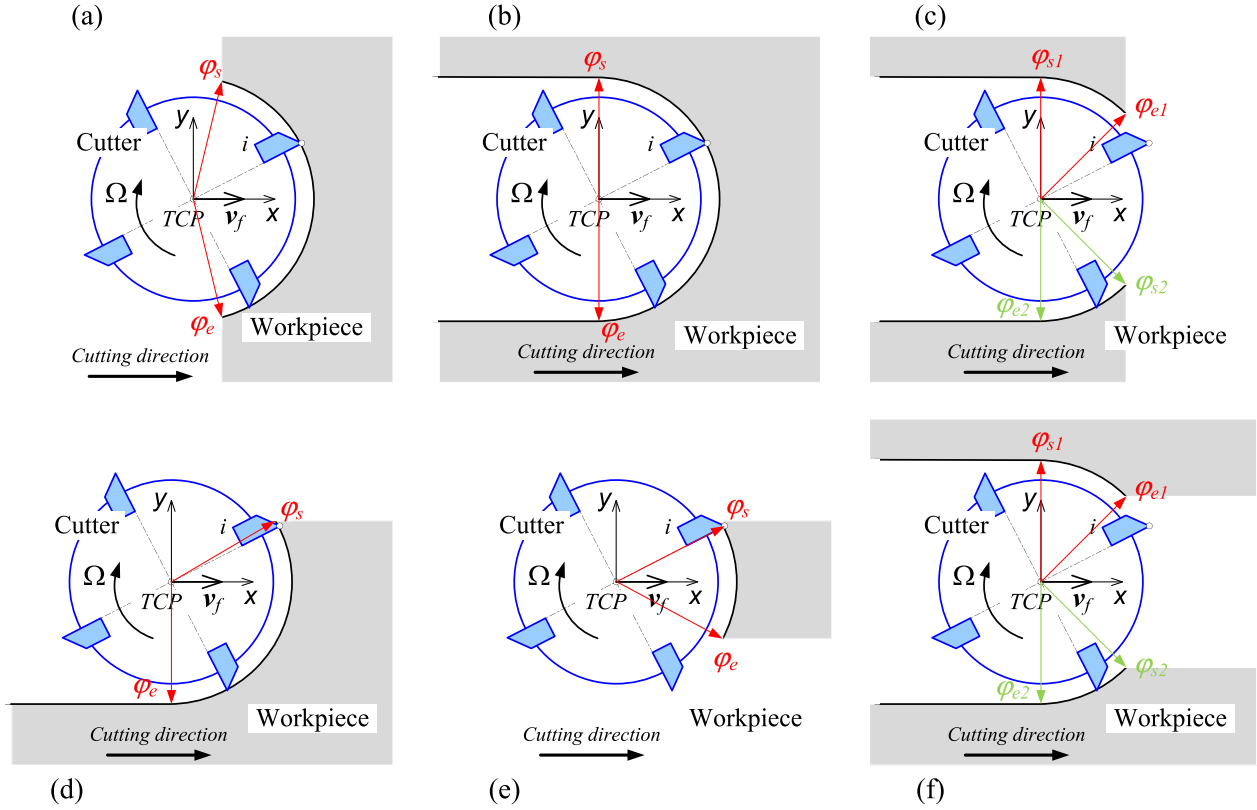 (a)
φs
y
Cutter
i
Ω
TCP
vf
x
φe
Workpiece
Cutting direction
(b)
φs
y
Cutter
i
Ω
TCP
vf
x
φe
Workpiece
Cutting direction
(c)
φs1
φe1
y
Cutter
i
Ω
TCP
vf
x
φs2
φe2
Workpiece
Cutting direction
φs
y
Cutter
i
Ω
TCP
vf
x
φe
Workpiece
Cutting direction
(d)
φs
y
Cutter
i
Ω
TCP
vf
x
φe
Workpiece
Cutting direction
(e)
φs1
φe1
y
Cutter
i
Ω
TCP
vf
x
φs2
φe2
Workpiece
Cutting direction
(f)